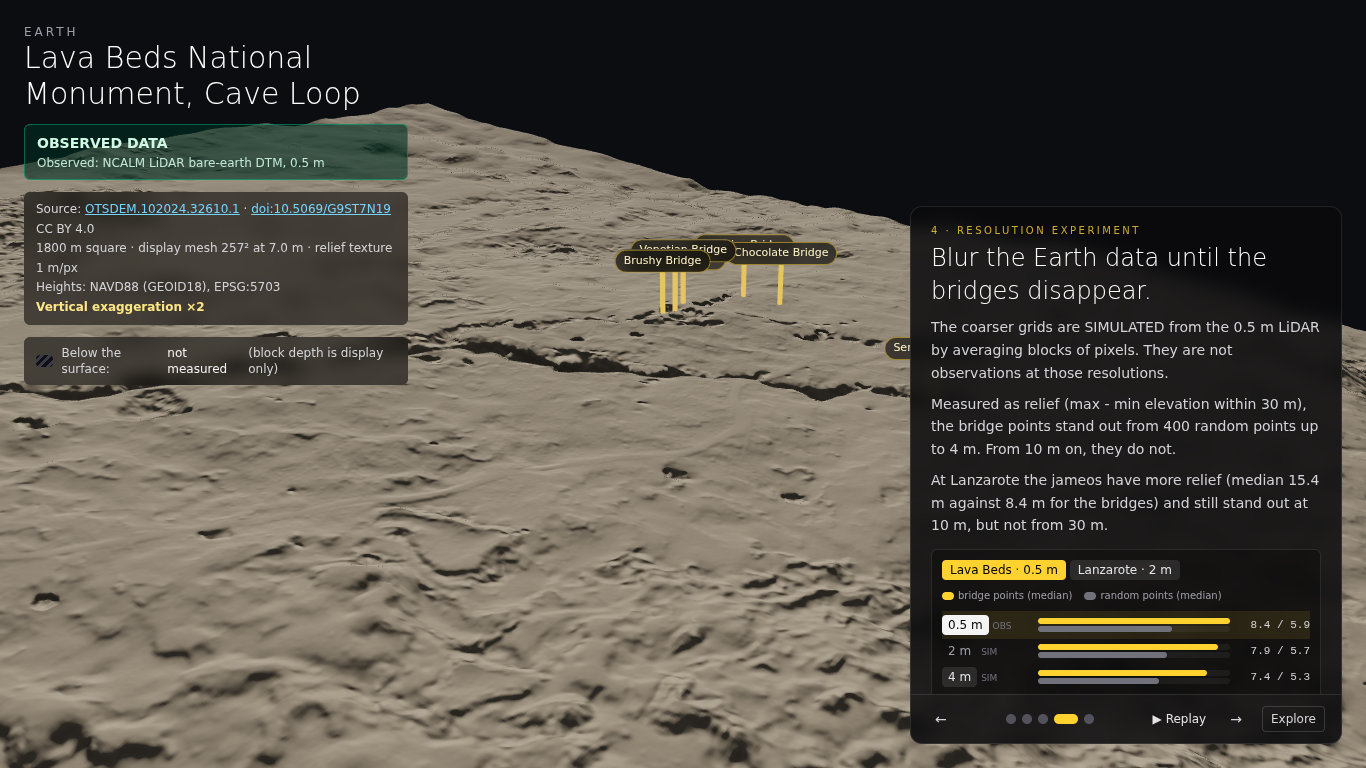 EARTH
Lava Beds National
Monument, Cave Loop
OBSERVED DATA
Observed: NCALM LiDAR bare-earth DTM, 0.5 m
Source: OTSDEM.102024.32610.1 · doi:10.5069/G9ST7N19
CC BY 4.0
1800 m square · display mesh 257² at 7.0 m · relief texture
1 m/px
Heights: NAVD88 (GEOID18), EPSG:5703
Vertical exaggeration ×2
Below the surface: not measured (block depth is display only)
Venetian Bridge
Brushy Bridge
Chocolate Bridge
4 · RESOLUTION EXPERIMENT
Blur the Earth data until the
bridges disappear.
The coarser grids are SIMULATED from the 0.5 m LiDAR
by averaging blocks of pixels. They are not
observations at those resolutions.
Measured as relief (max - min elevation within 30 m),
the bridge points stand out from 400 random points up
to 4 m. From 10 m on, they do not.
At Lanzarote the jameos have more relief (median 15.4
m against 8.4 m for the bridges) and still stand out at
10 m, but not from 30 m.
Lava Beds · 0.5 m Lanzarote · 2 m
bridge points (median) random points (median)
0.5 m OBS 8.4 / 5.9
2 m SIM 7.9 / 5.7
4 m SIM 7.4 / 5.3
← ▶ Replay → Explore